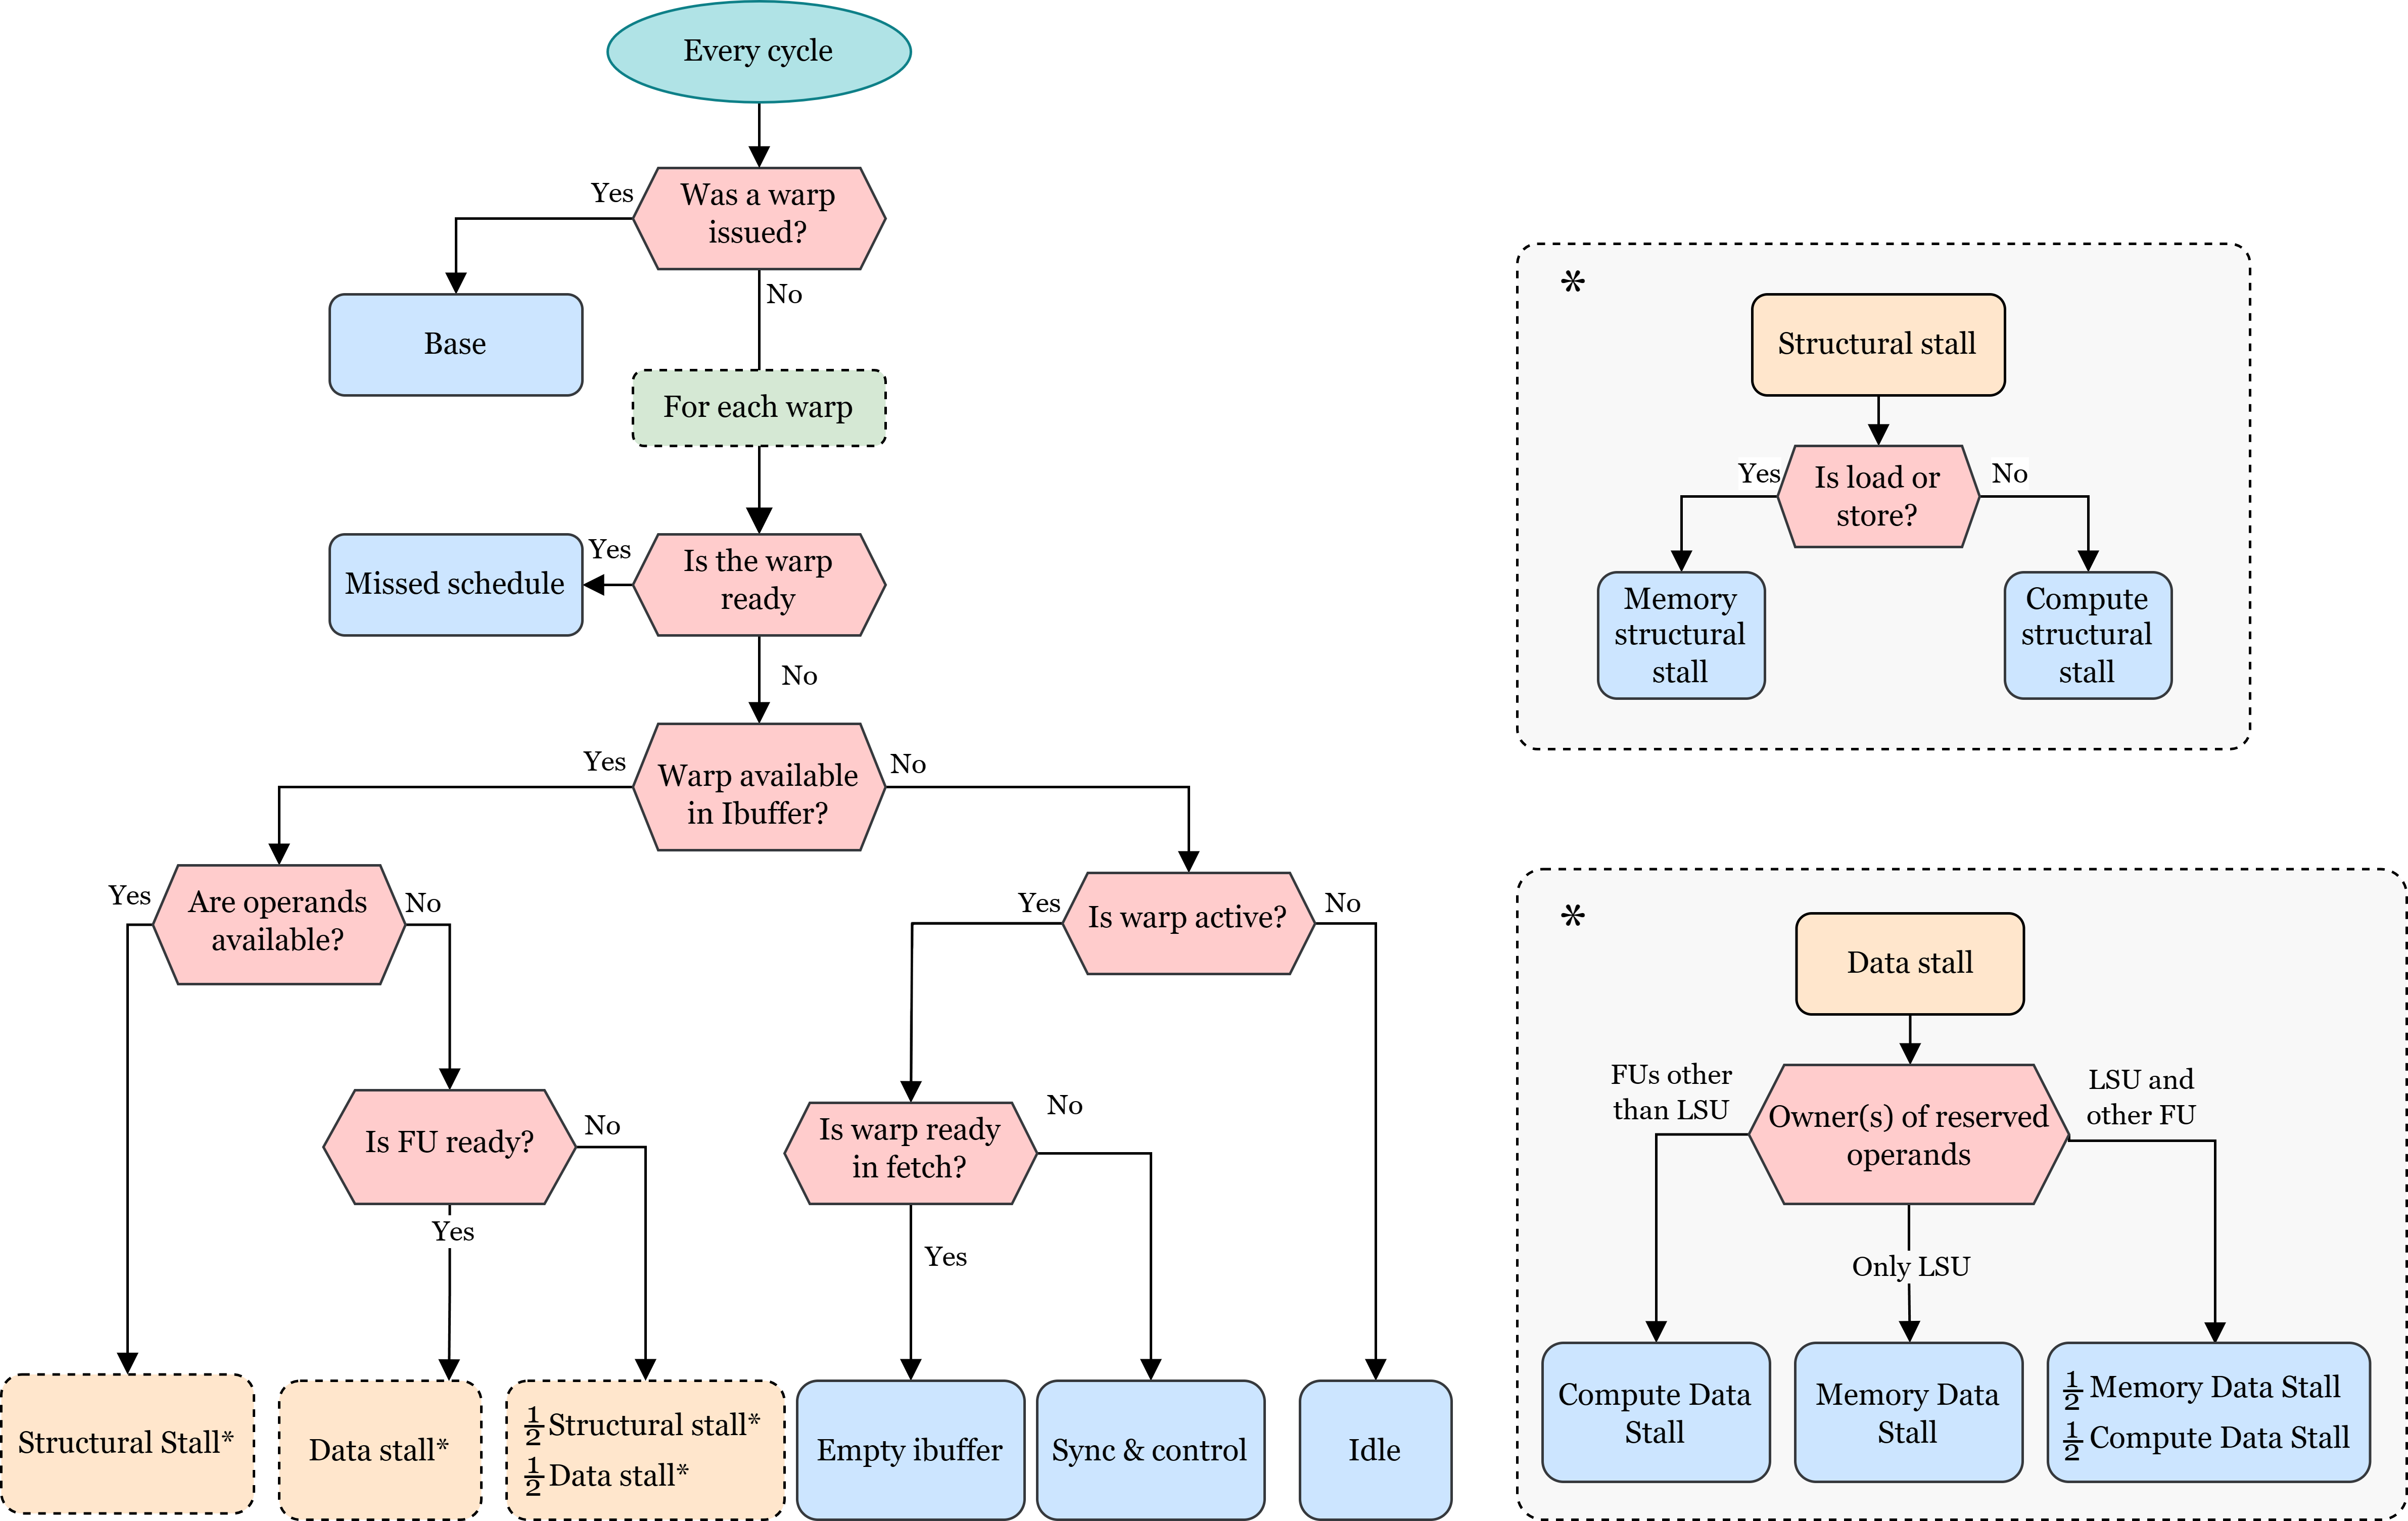 Every cycle
Was a warp
issued?
Yes
No
Base
For each warp
Is the warp
ready
Yes
No
Missed schedule
Warp available
in Ibuffer?
Yes
No
Are operands
available?
Yes
No
Is warp active?
Yes
No
Is FU ready?
Yes
No
Is warp ready
in fetch?
Yes
No
Structural Stall*
Data stall*
1/2 Structural stall*
1/2 Data stall*
Empty ibuffer
Sync & control
Idle
*
Structural stall
Is load or
store?
Yes
No
Memory
structural
stall
Compute
structural
stall
*
Data stall
Owner(s) of reserved
operands
FUs other
than LSU
Only LSU
LSU and
other FU
Compute Data
Stall
Memory Data
Stall
1/2 Memory Data Stall
1/2 Compute Data Stall